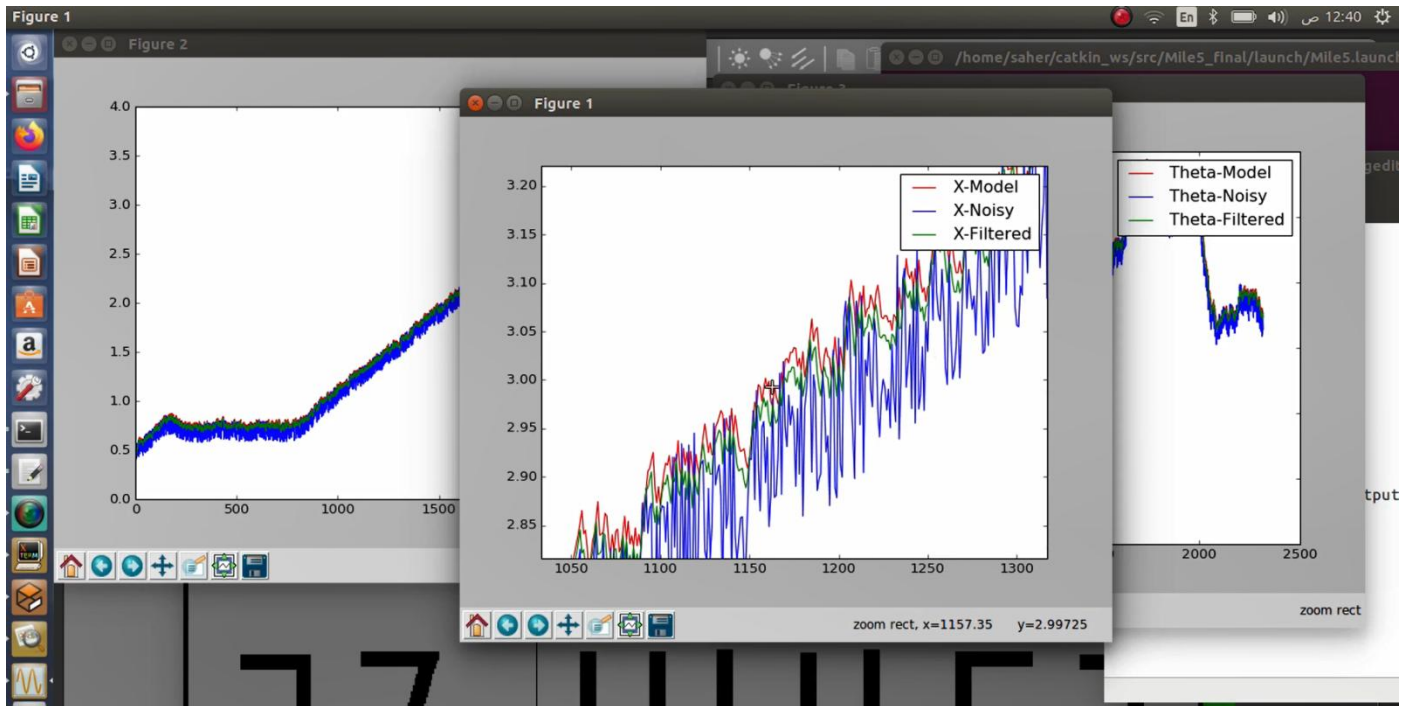 Figure 1
En
12:40 ص
Figure 2
/home/saher/catkin_ws/src/Mile5_final/launch/Mile5.launc
Figure 1
4.0
3.5
3.0
2.5
2.0
1.5
1.0
0.5
0.0
0 500 1000 1500
3.20
3.15
3.10
3.05
3.00
2.95
2.90
2.85
1050 1100 1150 1200 1250 1300
X-Model
X-Noisy
X-Filtered
zoom rect, x=1157.35 y=2.99725
Theta-Model
Theta-Noisy
Theta-Filtered
2000 2500
zoom rect
gedit
tput